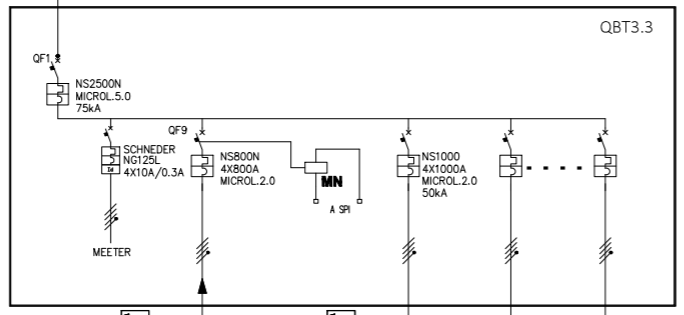 QBT3.3
QF1
NS2500N
MICROL.5.0
75kA
SCHNEDER
NG125L
4X10A/0.3A
Id
MEETER
QF9
NS800N
4X800A
MICROL.2.0
MN
A SPI
NS1000
4X1000A
MICROL.2.0
50kA